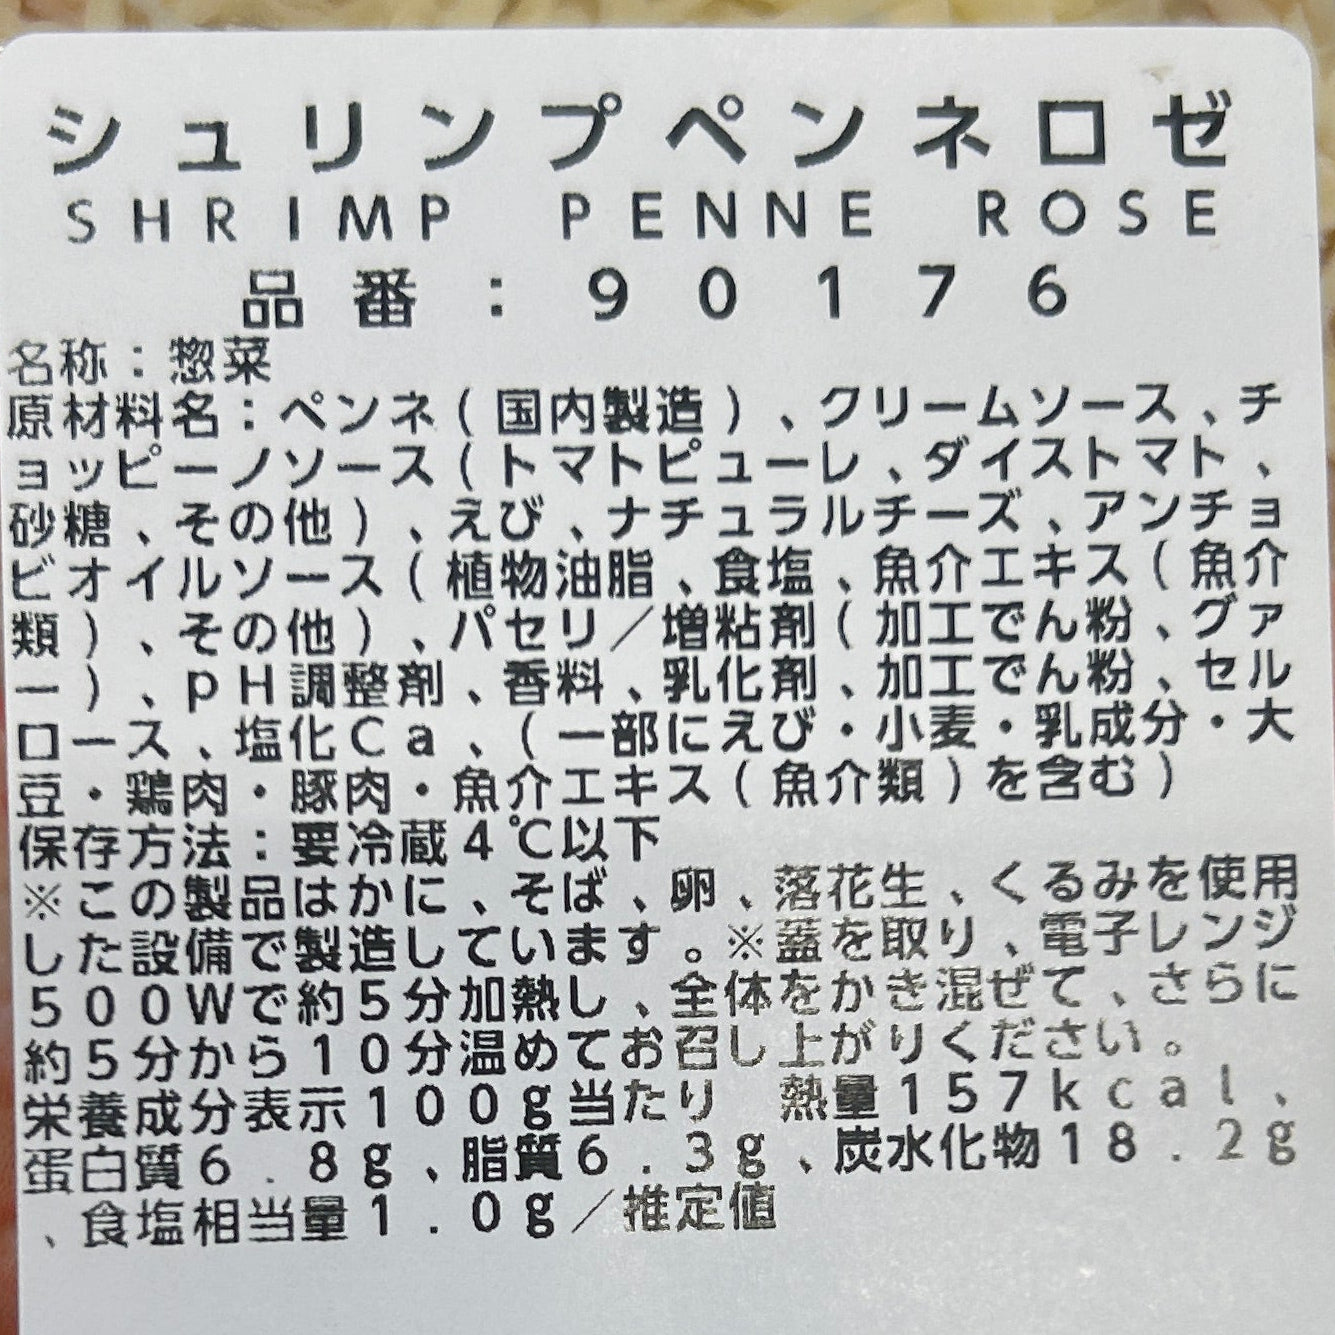 シュリンプペンネロゼ
SHRIMP PENNE ROSE
品番:90176
名称:惣菜
原材料名:ペンネ(国内製造)、クリームソース、チ
ョッピーノソース(トマトピューレ、ダイストマト、
砂糖、その他)、えび、ナチュラルチーズ、アンチョ
ビオイルソース(植物油脂、食塩、魚介エキス(魚介
類)、その他)、パセリ/増粘剤(加工でん粉、グァ
ー)、pH調整剤、香料、乳化剤、加工でん粉、セル
ロース、塩化Ca、(一部にえび・小麦・乳成分・大
豆・鶏肉・豚肉・魚介エキス(魚介類)を含む)
保存方法:要冷蔵4℃以下
※この製品はかに、そば、卵、落花生、くるみを使用
した設備で製造しています。※蓋を取り、電子レンジ
500Wで約5分加熱し、全体をかき混ぜて、さらに
約5分から10分温めてお召し上がりください。
栄養成分表示100g当たり 熱量157kcal、
蛋白質6.8g、脂質6.3g、炭水化物18.2g
、食塩相当量1.0g/推定値